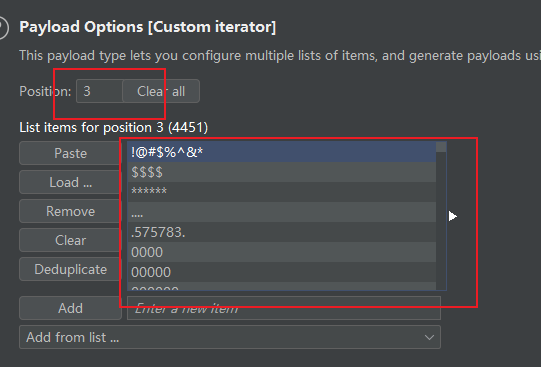 ?
Payload Options [Custom iterator]
This payload type lets you configure multiple lists of items, and generate payloads usi
Position: 3 Clear all
List items for position 3 (4451)
Paste !@#$%^&*
$$$$
Load ... ******
Remove ....
.575783.
Clear 0000
Deduplicate 00000
000000
Add Enter a new item
Add from list ...